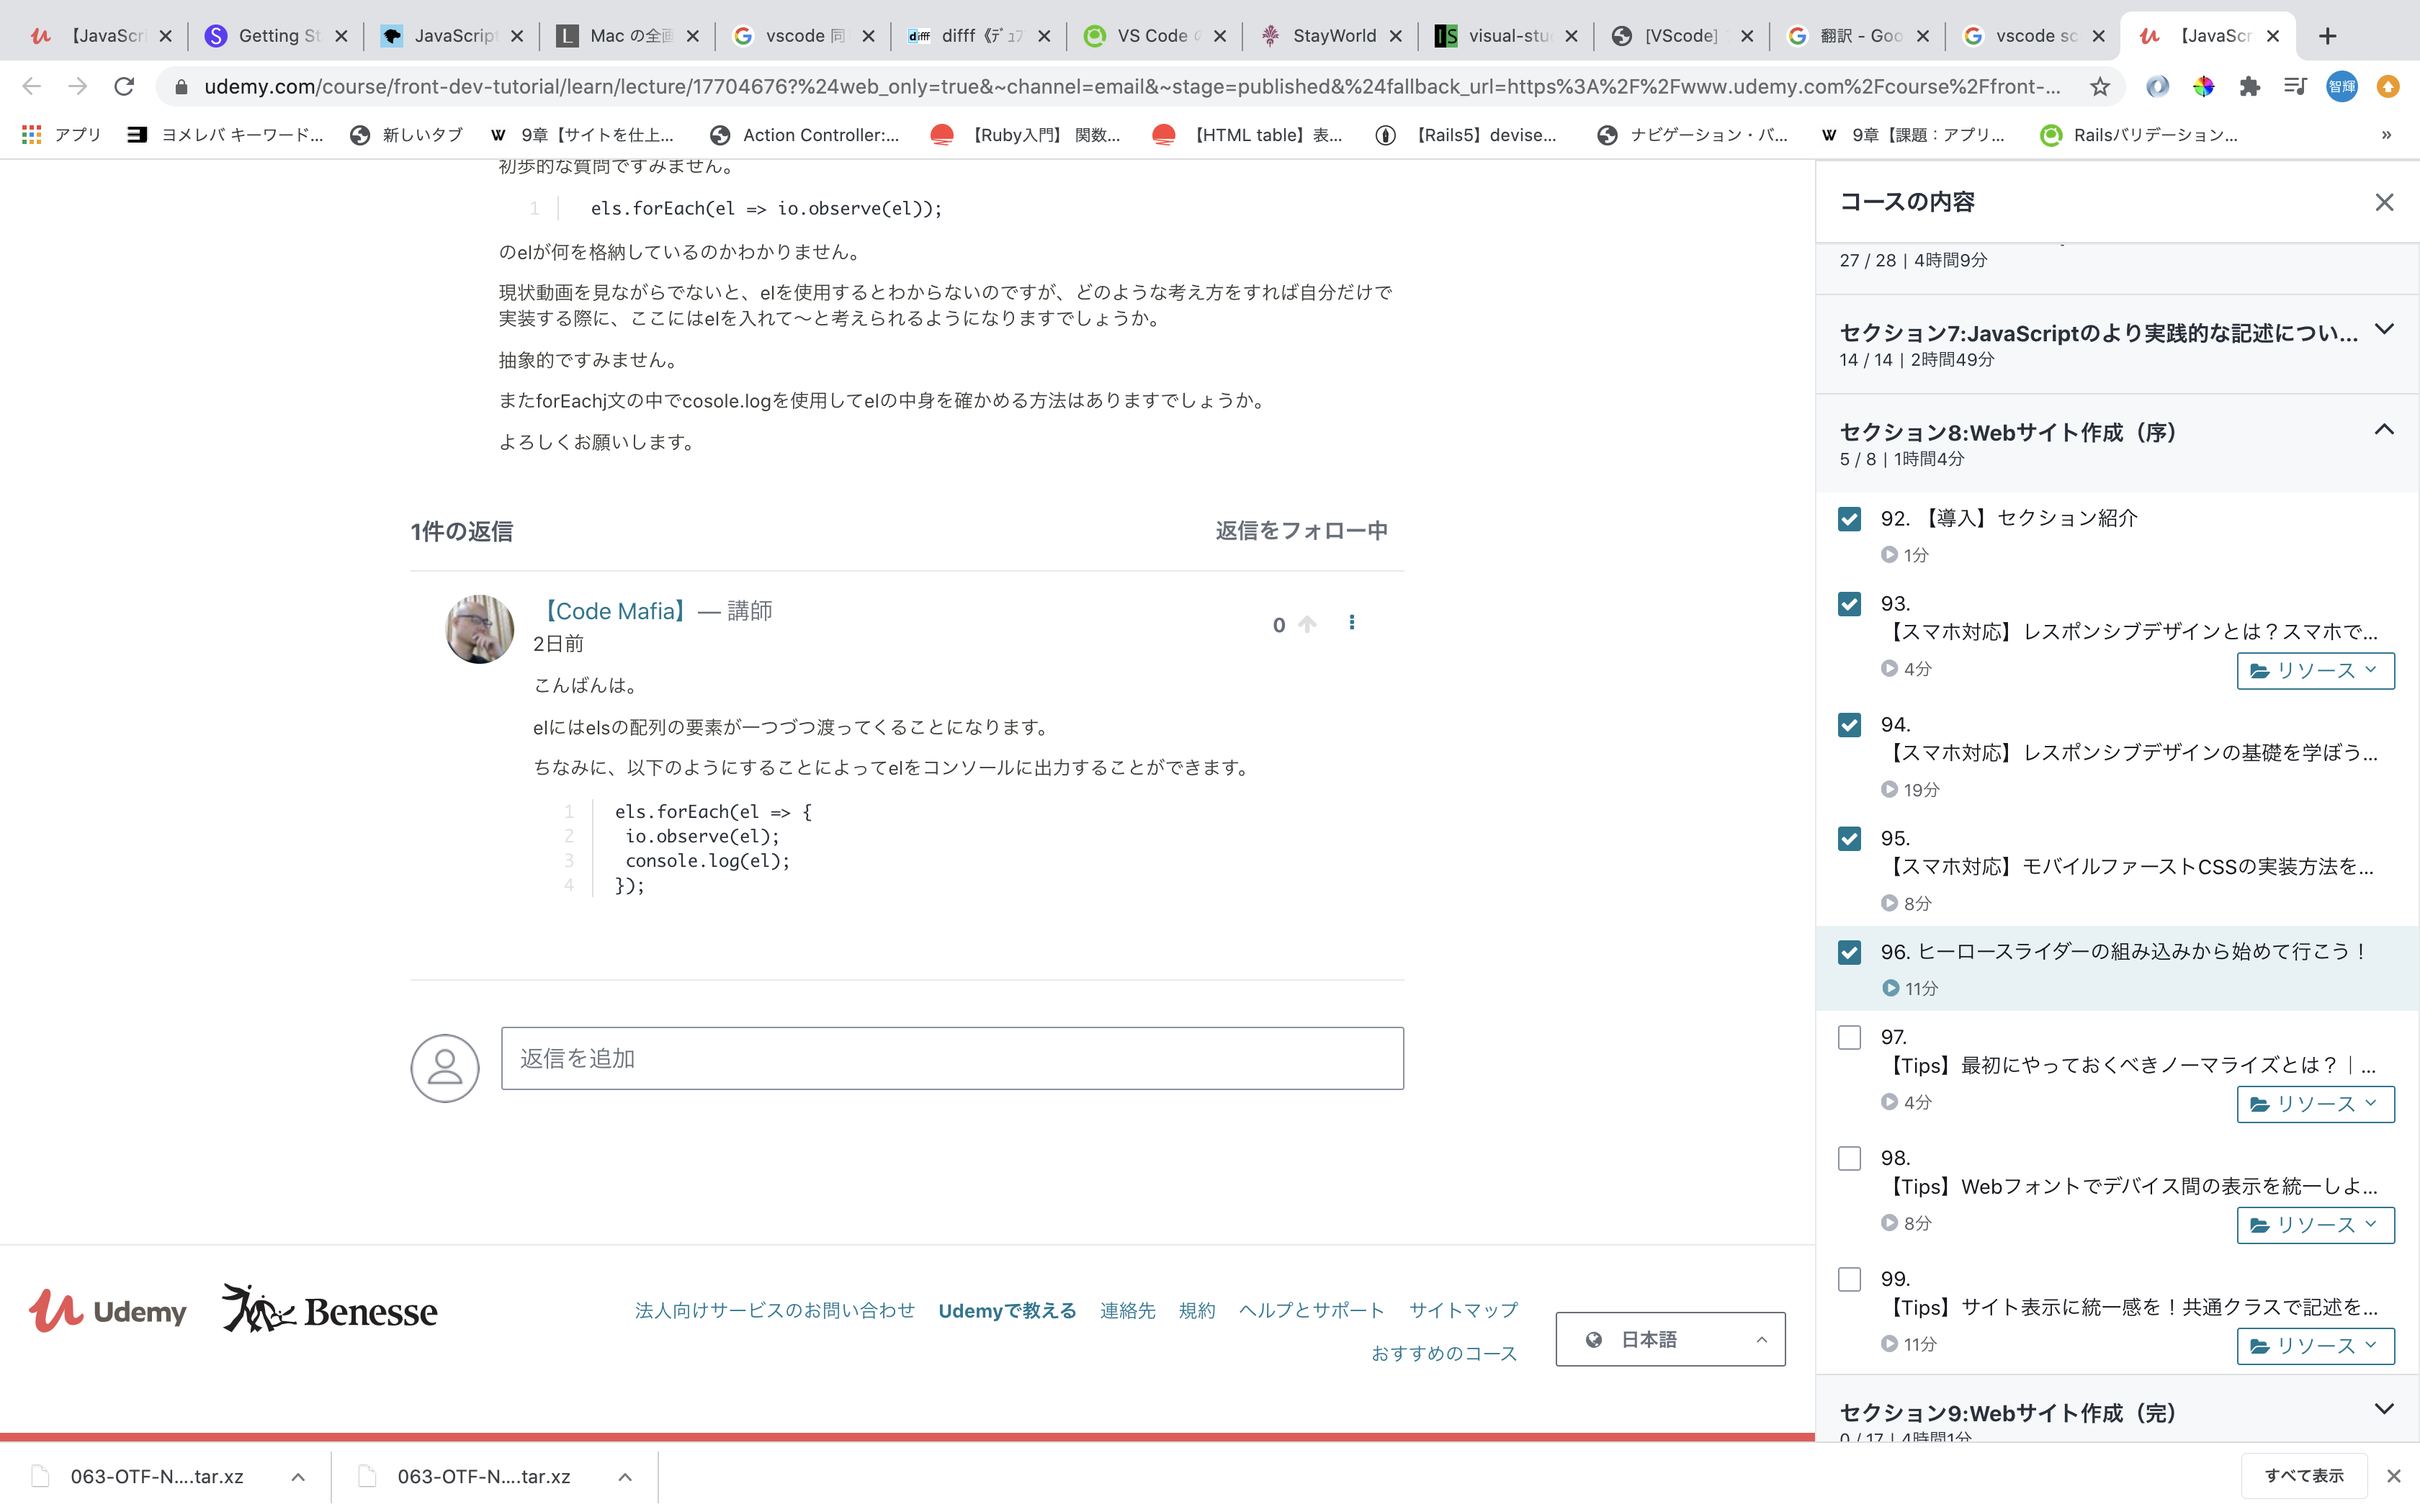 【JavaScri
Getting St
JavaScript
Mac の全画
vscode 同
difff《ﾃﾞｭﾌ
VS Code の
StayWorld
visual-stu
[VScode]
翻訳 - Goo
vscode sc
【JavaScr
udemy.com/course/front-dev-tutorial/learn/lecture/17704676?%24web_only=true&~channel=email&~stage=published&%24fallback_url=https%3A%2F%2Fwww.udemy.com%2Fcourse%2Ffront-...
智輝
アプリ
ヨメレバ キーワード...
新しいタブ
9章【サイトを仕上...
Action Controller:...
【Ruby入門】 関数...
【HTML table】表...
【Rails5】devise...
ナビゲーション・バ...
9章【課題：アプリ...
Railsバリデーション...
»
初歩的な質問ですみません。
1 els.forEach(el => io.observe(el));
のelが何を格納しているのかわかりません。
現状動画を見ながらでないと、elを使用するとわからないのですが、どのような考え方をすれば自分だけで
実装する際に、ここにはelを入れて〜と考えられるようになりますでしょうか。
抽象的ですみません。
またforEachj文の中でcosole.logを使用してelの中身を確かめる方法はありますでしょうか。
よろしくお願いします。
1件の返信
返信をフォロー中
【Code Mafia】 — 講師
2日前
0
こんばんは。
elにはelsの配列の要素が一つづつ渡ってくることになります。
ちなみに、以下のようにすることによってelをコンソールに出力することができます。
1 els.forEach(el => {
2 io.observe(el);
3 console.log(el);
4 });
返信を追加
Udemy
Benesse
法人向けサービスのお問い合わせ
Udemyで教える
連絡先
規約
ヘルプとサポート
サイトマップ
おすすめのコース
日本語
コースの内容
27 / 28 | 4時間9分
セクション7:JavaScriptのより実践的な記述につい...
14 / 14 | 2時間49分
セクション8:Webサイト作成（序）
5 / 8 | 1時間4分
92. 【導入】セクション紹介
1分
93.
【スマホ対応】レスポンシブデザインとは？スマホで...
4分
リソース
94.
【スマホ対応】レスポンシブデザインの基礎を学ぼう...
19分
95.
【スマホ対応】モバイルファーストCSSの実装方法を...
8分
96. ヒーロースライダーの組み込みから始めて行こう！
11分
97.
【Tips】最初にやっておくべきノーマライズとは？｜...
4分
リソース
98.
【Tips】Webフォントでデバイス間の表示を統一しよ...
8分
リソース
99.
【Tips】サイト表示に統一感を！共通クラスで記述を...
11分
リソース
セクション9:Webサイト作成（完）
0 / 17 | 4時間1分
063-OTF-N....tar.xz
063-OTF-N....tar.xz
すべて表示